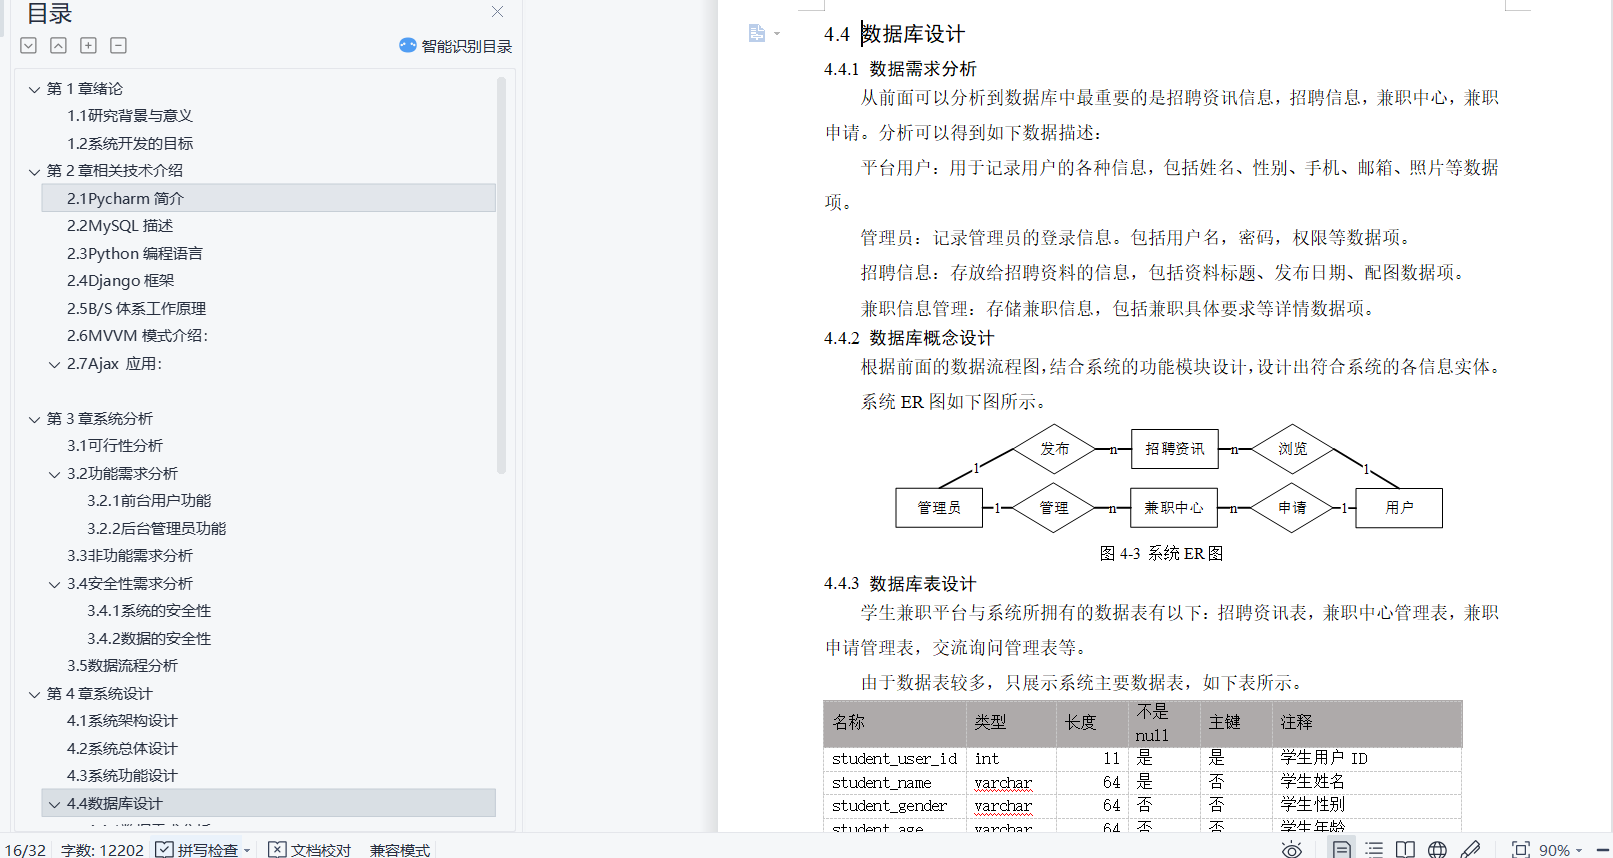 目录
智能识别目录
第 1 章绪论
1.1研究背景与意义
1.2系统开发的目标
第 2 章相关技术介绍
2.1Pycharm 简介
2.2MySQL 描述
2.3Python 编程语言
2.4Django 框架
2.5B/S 体系工作原理
2.6MVVM 模式介绍：
2.7Ajax 应用：
第 3 章系统分析
3.1可行性分析
3.2功能需求分析
3.2.1前台用户功能
3.2.2后台管理员功能
3.3非功能需求分析
3.4安全性需求分析
3.4.1系统的安全性
3.4.2数据的安全性
3.5数据流程分析
第 4 章系统设计
4.1系统架构设计
4.2系统总体设计
4.3系统功能设计
4.4数据库设计
4.4 数据库设计
4.4.1 数据需求分析
从前面可以分析到数据库中最重要的是招聘资讯信息，招聘信息，兼职中心，兼职
申请。分析可以得到如下数据描述：
平台用户：用于记录用户的各种信息，包括姓名、性别、手机、邮箱、照片等数据
项。
管理员：记录管理员的登录信息。包括用户名，密码，权限等数据项。
招聘信息：存放给招聘资料的信息，包括资料标题、发布日期、配图数据项。
兼职信息管理：存储兼职信息，包括兼职具体要求等详情数据项。
4.4.2 数据库概念设计
根据前面的数据流程图，结合系统的功能模块设计，设计出符合系统的各信息实体。
系统 ER 图如下图所示。
发布 n 招聘资讯 n 浏览
1 1
管理员 1 管理 n 兼职中心 n 申请 1 用户
图 4-3 系统 ER 图
4.4.3 数据库表设计
学生兼职平台与系统所拥有的数据表有以下：招聘资讯表，兼职中心管理表，兼职
申请管理表，交流询问管理表等。
由于数据表较多，只展示系统主要数据表，如下表所示。
名称 类型 长度 不是null 主键 注释
student_user_id int 11 是 是 学生用户 ID
student_name varchar 64 是 否 学生姓名
student_gender varchar 64 否 否 学生性别
student_age varchar 64 否 否 学生年龄
16/32 字数: 12202 拼写检查 文档校对 兼容模式 90%